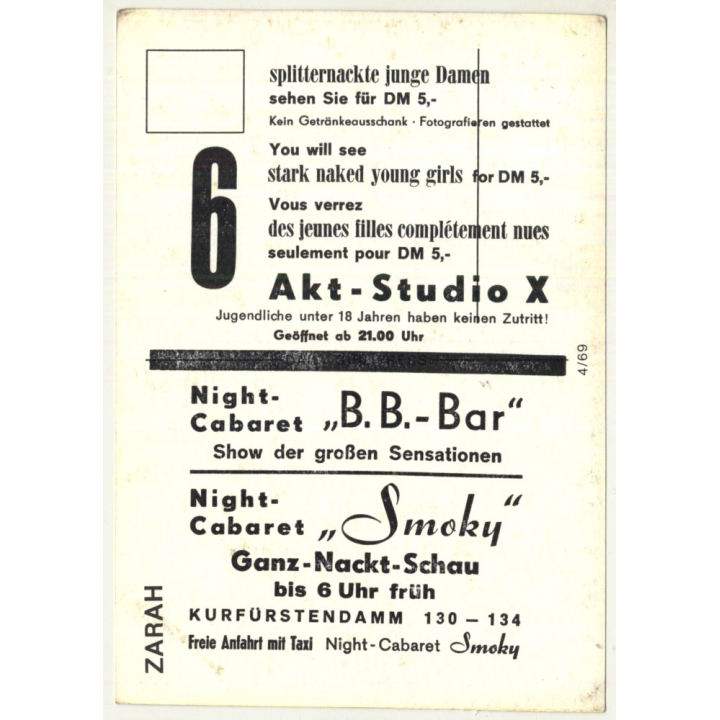 splitternackte junge Damen
sehen Sie für DM 5,-
Kein Getränkeausschank · Fotografieren gestattet
6
You will see
stark naked young girls for DM 5,-
Vous verrez
des jeunes filles complétement nues
seulement pour DM 5,-
Akt-Studio X
Jugendliche unter 18 Jahren haben keinen Zutritt!
Geöffnet ab 21.00 Uhr
4/69
Night-
Cabaret „B.B.-Bar“
Show der großen Sensationen
Night-
Cabaret „Smoky“
Ganz-Nackt-Schau
bis 6 Uhr früh
KURFÜRSTENDAMM 130 – 134
Freie Anfahrt mit Taxi Night-Cabaret Smoky
ZARAH